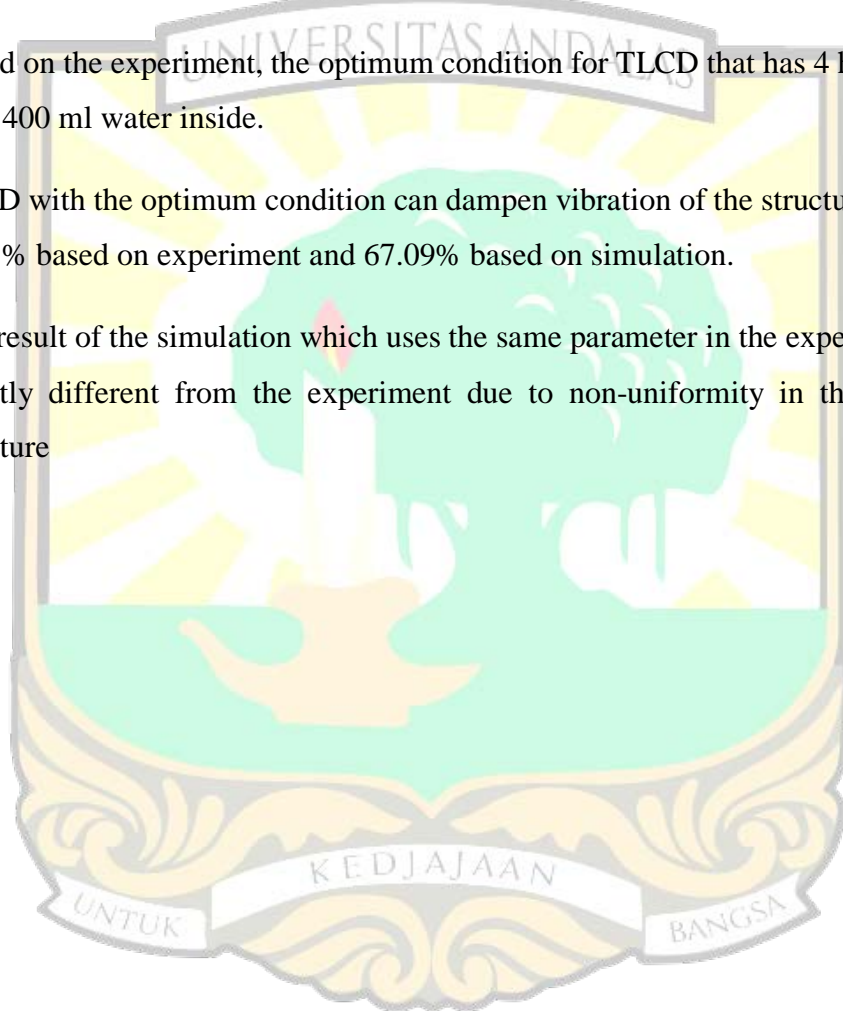 UNIVERSITAS ANDALAS
d on the experiment, the optimum condition for TLCD that has 4
400 ml water inside.
D with the optimum condition can dampen vibration of the structu
% based on experiment and 67.09% based on simulation.
result of the simulation which uses the same parameter in the expe
tly different from the experiment due to non-uniformity in th
ture
KEDJAJAAN
UNTUK
BANGSA